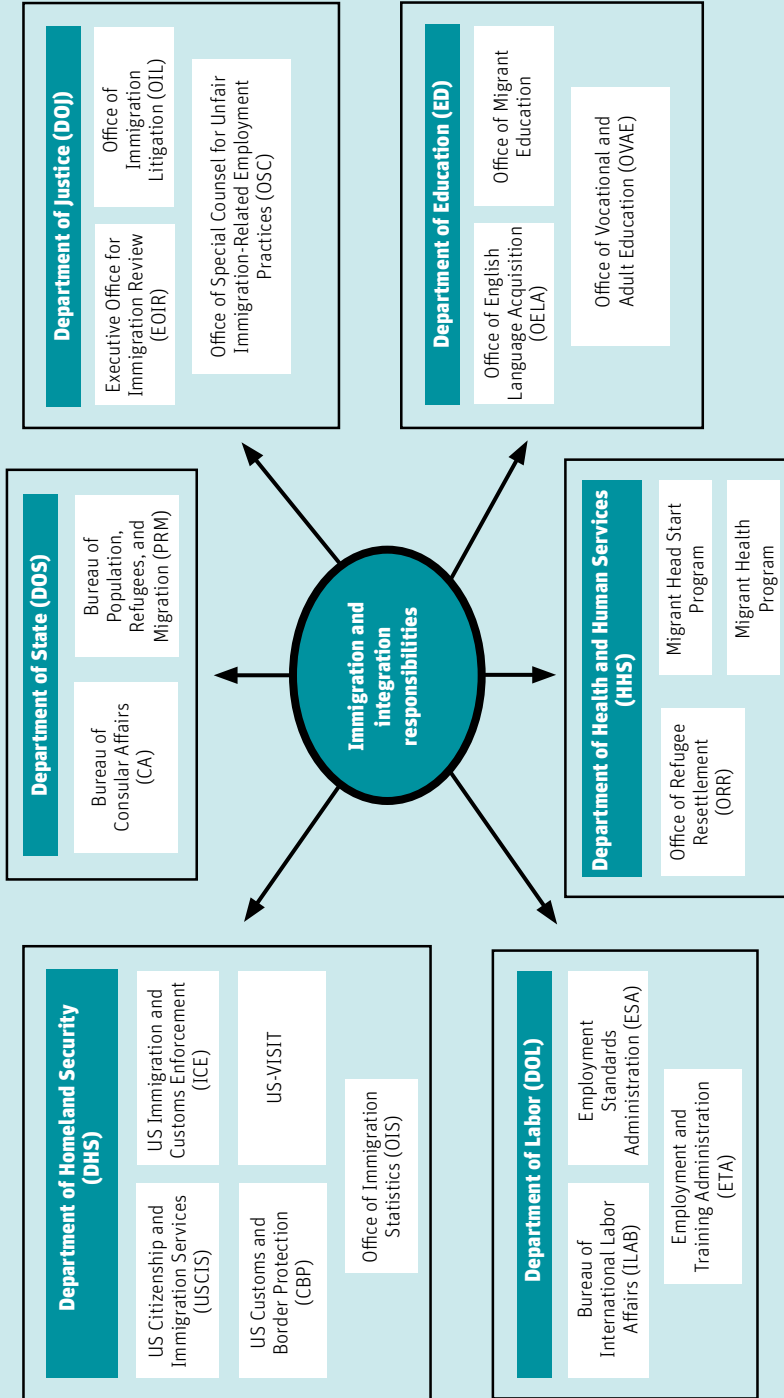 Department of Homeland Security
(DHS)
US Citizenship and
Immigration Services
(USCIS)
US Immigration and
Customs Enforcement
(ICE)
US Customs and
Border Protection
(CBP)
US-VISIT
Office of Immigration
Statistics (OIS)
Department of State (DOS)
Bureau of
Consular Affairs
(CA)
Bureau of
Population,
Refugees, and
Migration (PRM)
Department of Justice (DOJ)
Executive Office for
Immigration Review
(EOIR)
Office of
Immigration
Litigation (OIL)
Office of Special Counsel for Unfair
Immigration-Related Employment
Practices (OSC)
Immigration and
integration
responsibilities
Department of Labor (DOL)
Bureau of
International Labor
Affairs (ILAB)
Employment
Standards
Administration (ESA)
Employment and
Training Administration
(ETA)
Department of Health and Human Services
(HHS)
Office of Refugee
Resettlement
(ORR)
Migrant Head Start
Program
Migrant Health
Program
Department of Education (ED)
Office of English
Language Acquisition
(OELA)
Office of Migrant
Education
Office of Vocational and
Adult Education (OVAE)